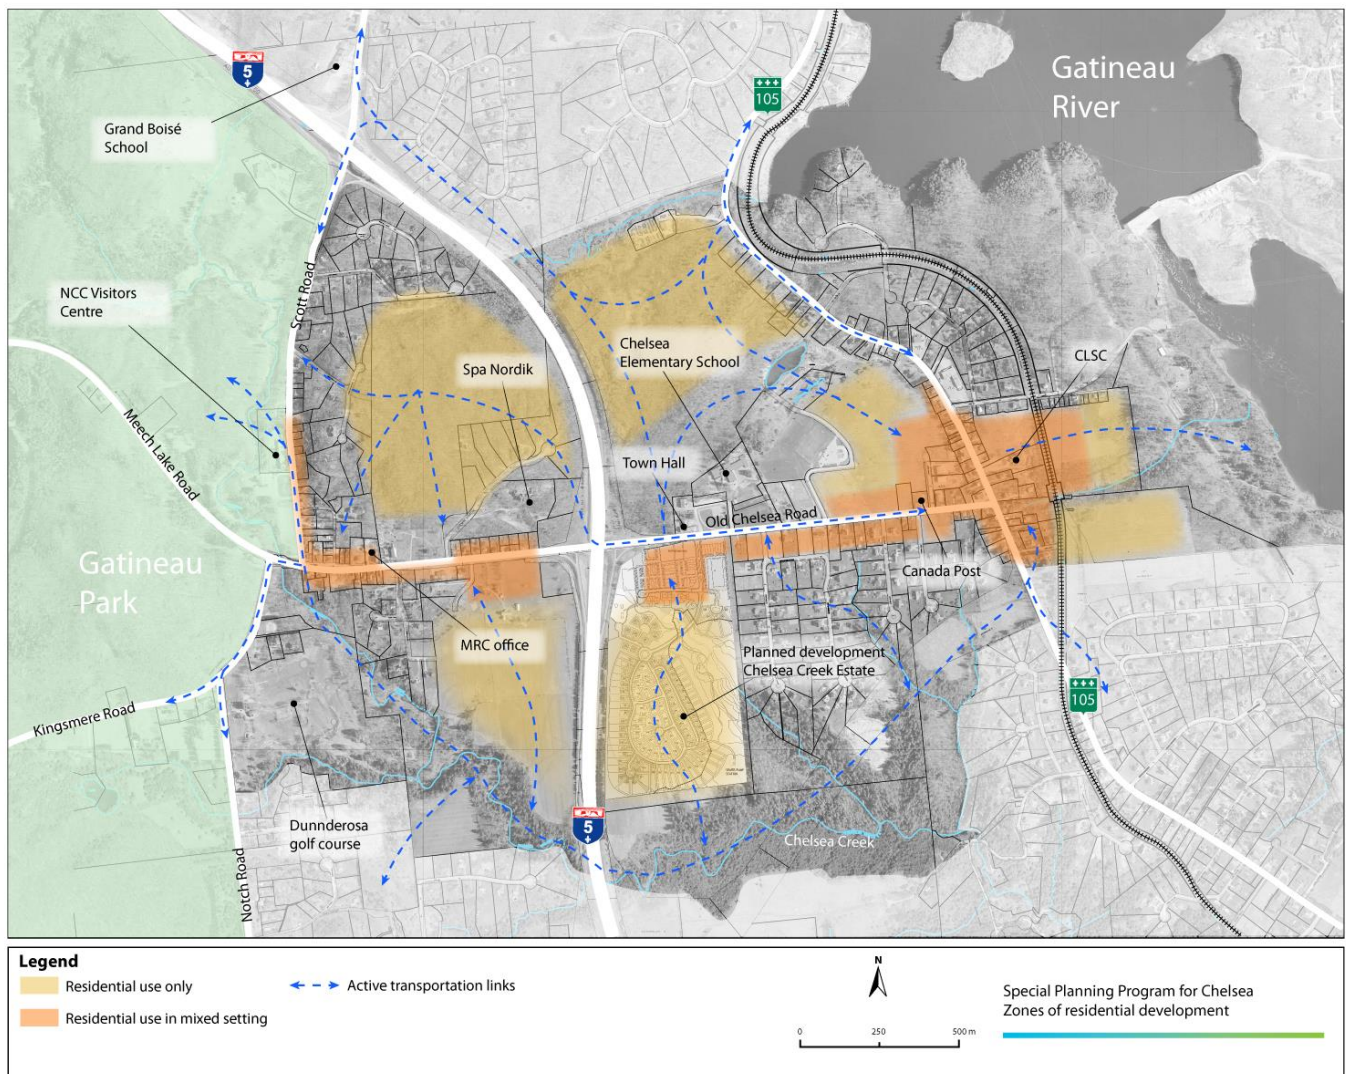 5
Grand Boisé
School
105
Gatineau
River
Scott Road
NCC Visitors
Centre
Chelsea
Elementary School
CLSC
Spa Nordik
Meech Lake Road
Town Hall
Old Chelsea Road
Gatineau
Park
Canada Post
MRC office
Planned development
Chelsea Creek Estate
Kingsmere Road
105
Dunnderosa
golf course
5
Chelsea Creek
Notch Road
Legend
Residential use only
Active transportation links
Residential use in mixed setting
N
0 250 500 m
Special Planning Program for Chelsea
Zones of residential development